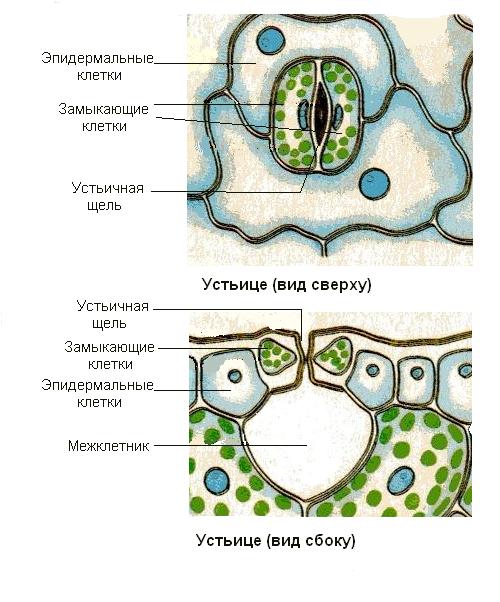 Эпидермальные
клетки
Замыкающие
клетки
Устьичная
щель
Устьице (вид сверху)
Устьичная
щель
Замыкающие
клетки
Эпидермальные
клетки
Межклетник
Устьице (вид сбоку)